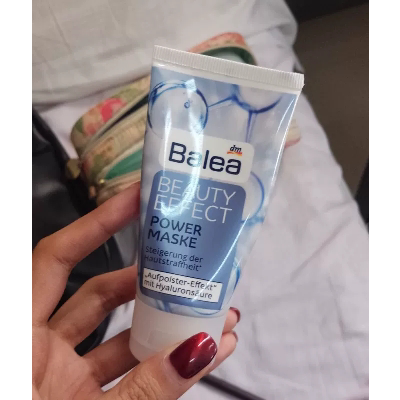 dm
Balea
BEAUTY
EFFECT
POWER
MASKE
Steigerung der
Hautstraffheit*
„Aufpolster-Effekt"
mit Hyaluronsäure